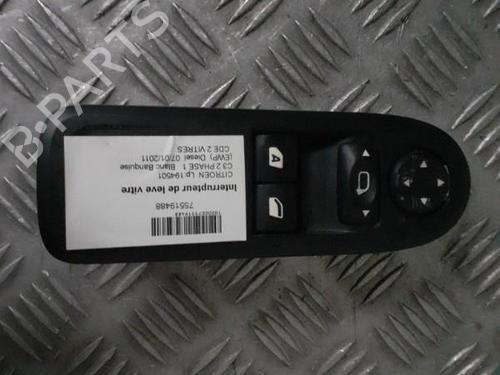 B-PARTS
A
CITROEN Lp 194501
C3 2 PHASE 1 Blanc Banquise
(EWP) Diesel 07/01/2011
CDE 2 VITRES
Interrupteur de leve vitre
75519488